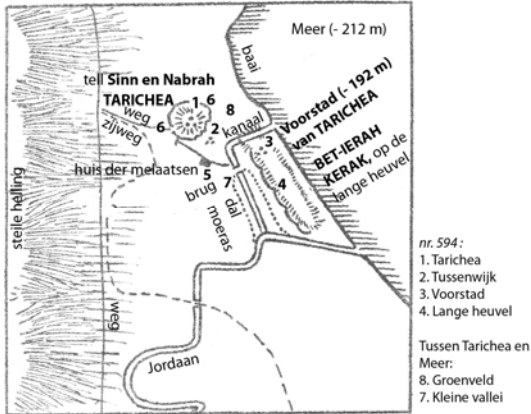 Meer (- 212 m)
baai
tell Sinn en Nabrah
TARICHEA
1 6
8
weg
6
2
kanaal
zijweg
Voorstad (- 192 m)
van TARICHEA
3
BET-IERAH
KERAK, op de
lange heuvel
huis der melaatsen
5
brug
7
4
dal
moeras
steile helling
weg
Jordaan
nr. 594 :
1. Tarichea
2. Tussenwijk
3. Voorstad
4. Lange heuvel
Tussen Tarichea en
Meer:
8. Groenveld
7. Kleine vallei